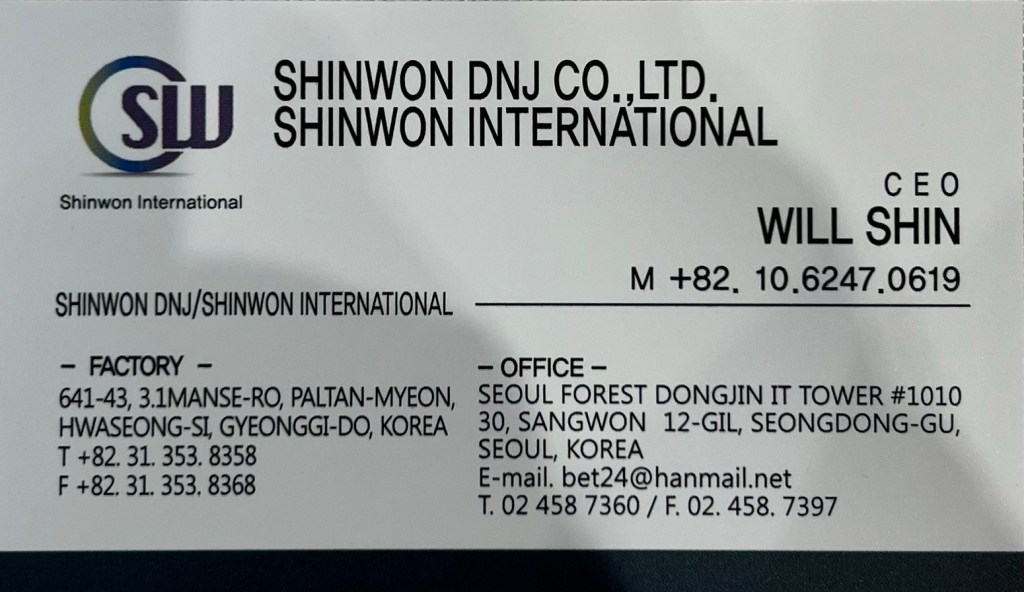 SLW
Shinwon International
SHINWON DNJ CO.,LTD.
SHINWON INTERNATIONAL
CEO
WILL SHIN
M +82. 10.6247.0619
SHINWON DNJ/SHINWON INTERNATIONAL
- FACTORY -
641-43, 3.1MANSE-RO, PALTAN-MYEON,
HWASEONG-SI, GYEONGGI-DO, KOREA
T +82. 31. 353. 8358
F +82. 31. 353. 8368
- OFFICE -
SEOUL FOREST DONGJIN IT TOWER #1010
30, SANGWON 12-GIL, SEONGDONG-GU,
SEOUL, KOREA
E-mail. bet24@hanmail.net
T. 02 458 7360 / F. 02. 458. 7397